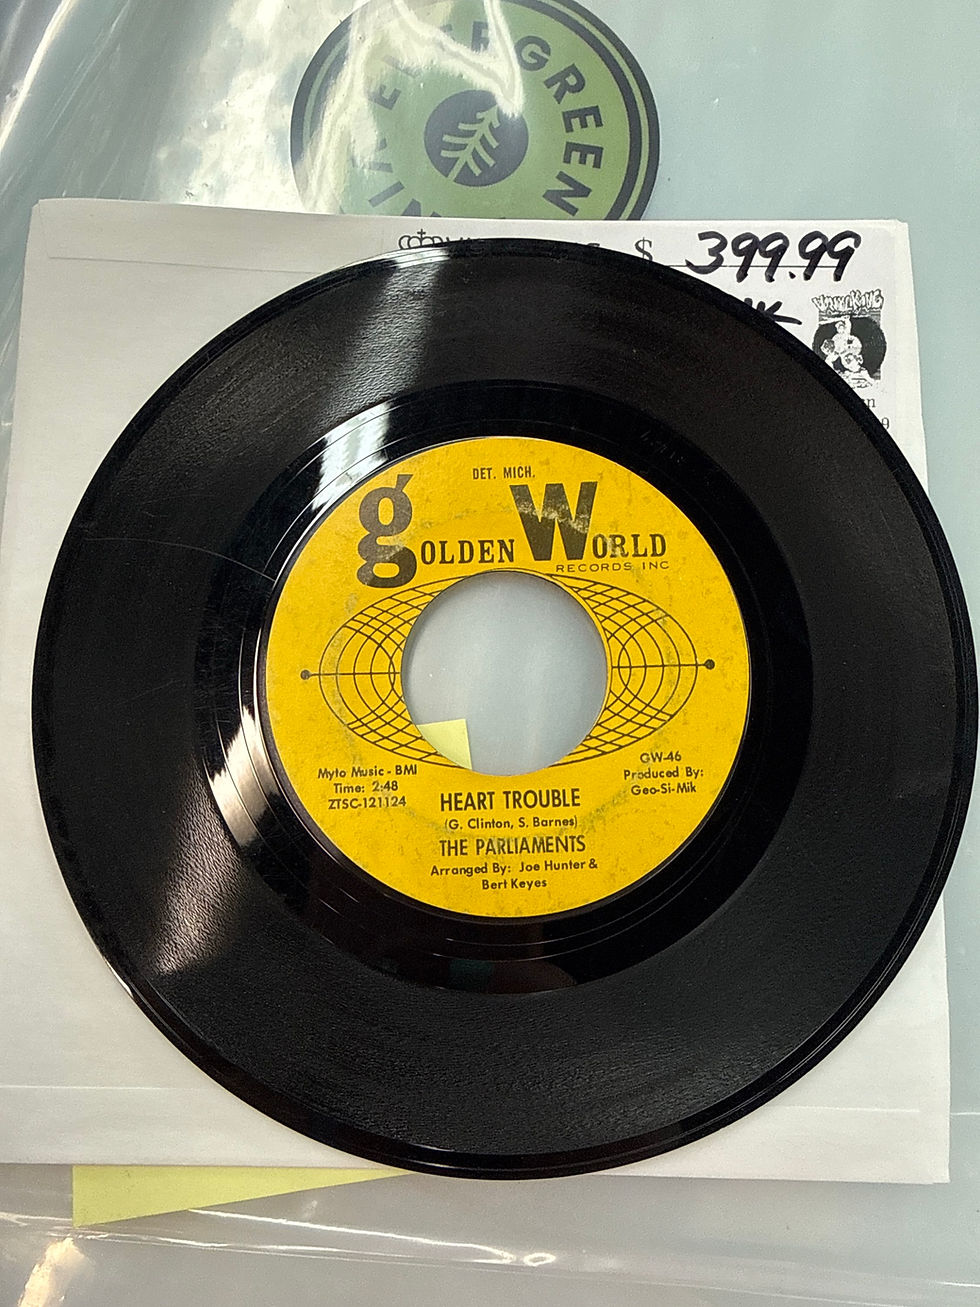 EVERGREEN
$ 399.99
DET. MICH.
gOLDEN WORLD
RECORDS INC
Myto Music - BMI
Time: 2:48
ZTSC-121124
GW-46
Produced By:
Geo-Si-Mik
HEART TROUBLE
(G. Clinton, S. Barnes)
THE PARLIAMENTS
Arranged By: Joe Hunter &
Bert Keyes